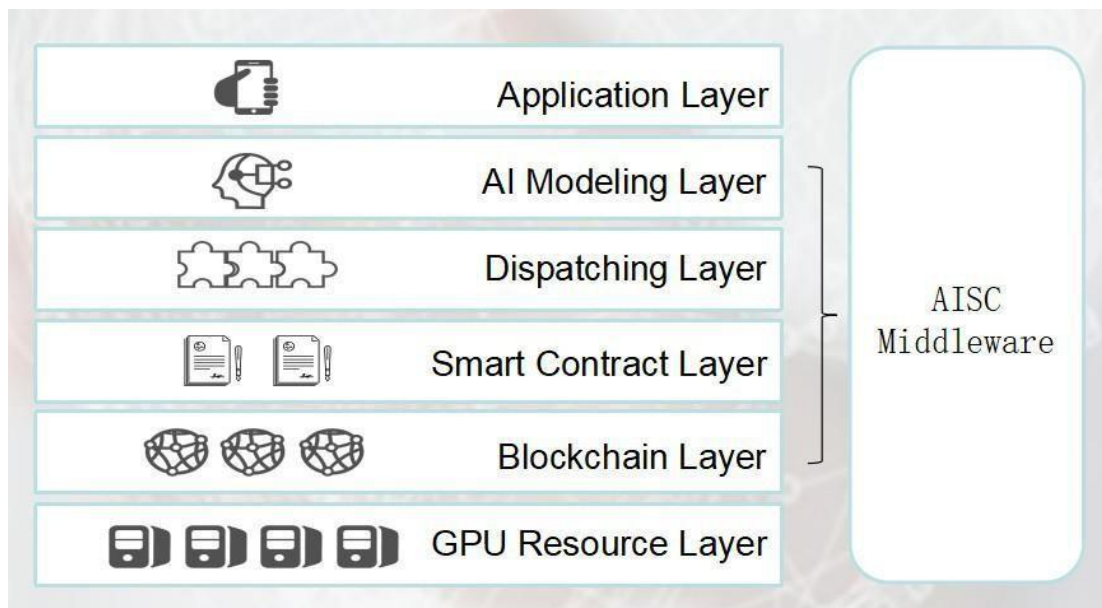 Application Layer
AI Modeling Layer
Dispatching Layer
Smart Contract Layer
Blockchain Layer
GPU Resource Layer
AISC
Middleware